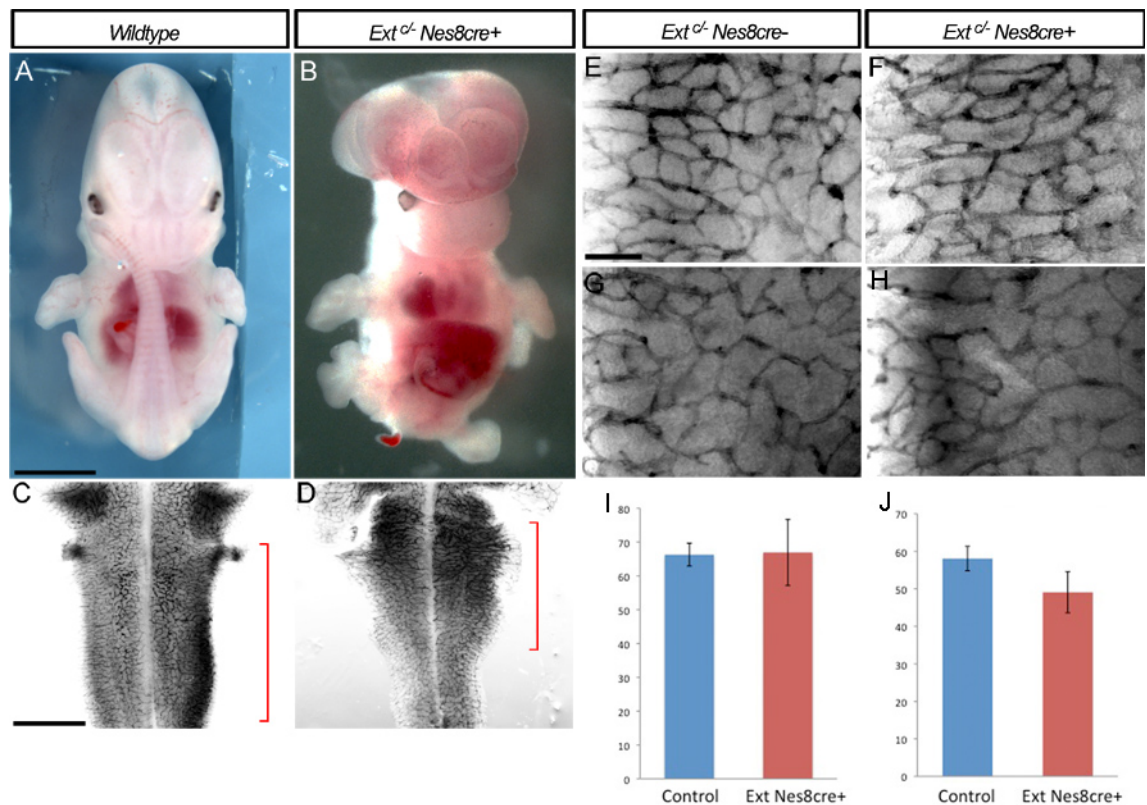 Wildtype
Ext c/- Nes8cre+
Ext c/- Nes8cre-
Ext c/- Nes8cre+
A
B
E
F
G
H
C
D
I
J
80
70
60
50
40
30
20
10
0
Control
Ext Nes8cre+
70
60
50
40
30
20
10
0
Control
Ext Nes8cre+